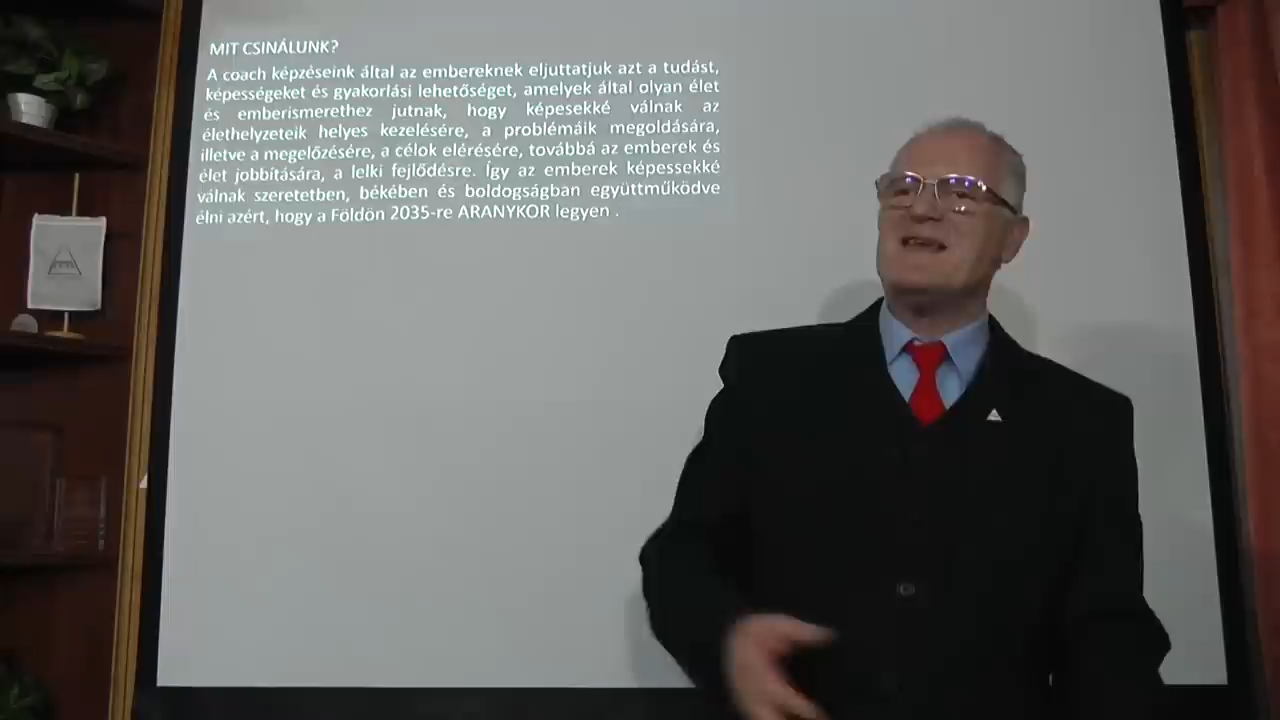 MIT CSINÁLUNK?
A coach képzéseink által az embereknek eljuttatjuk azt a tudást,
képességeket és gyakorlási lehetőséget, amelyek által olyan élet
és emberismerethez jutnak, hogy képesekké válnak az
élethelyzeteik helyes kezelésére, a problémáik megoldására,
illetve a megelőzésére, a célok elérésére, továbbá az emberek és
élet jobbítására, a lelki fejlődésre. Így az emberek képessekké
válnak szeretetben, békében és boldogságban együttműködve
élni azért, hogy a Földön 2035-re ARANYKOR legyen .